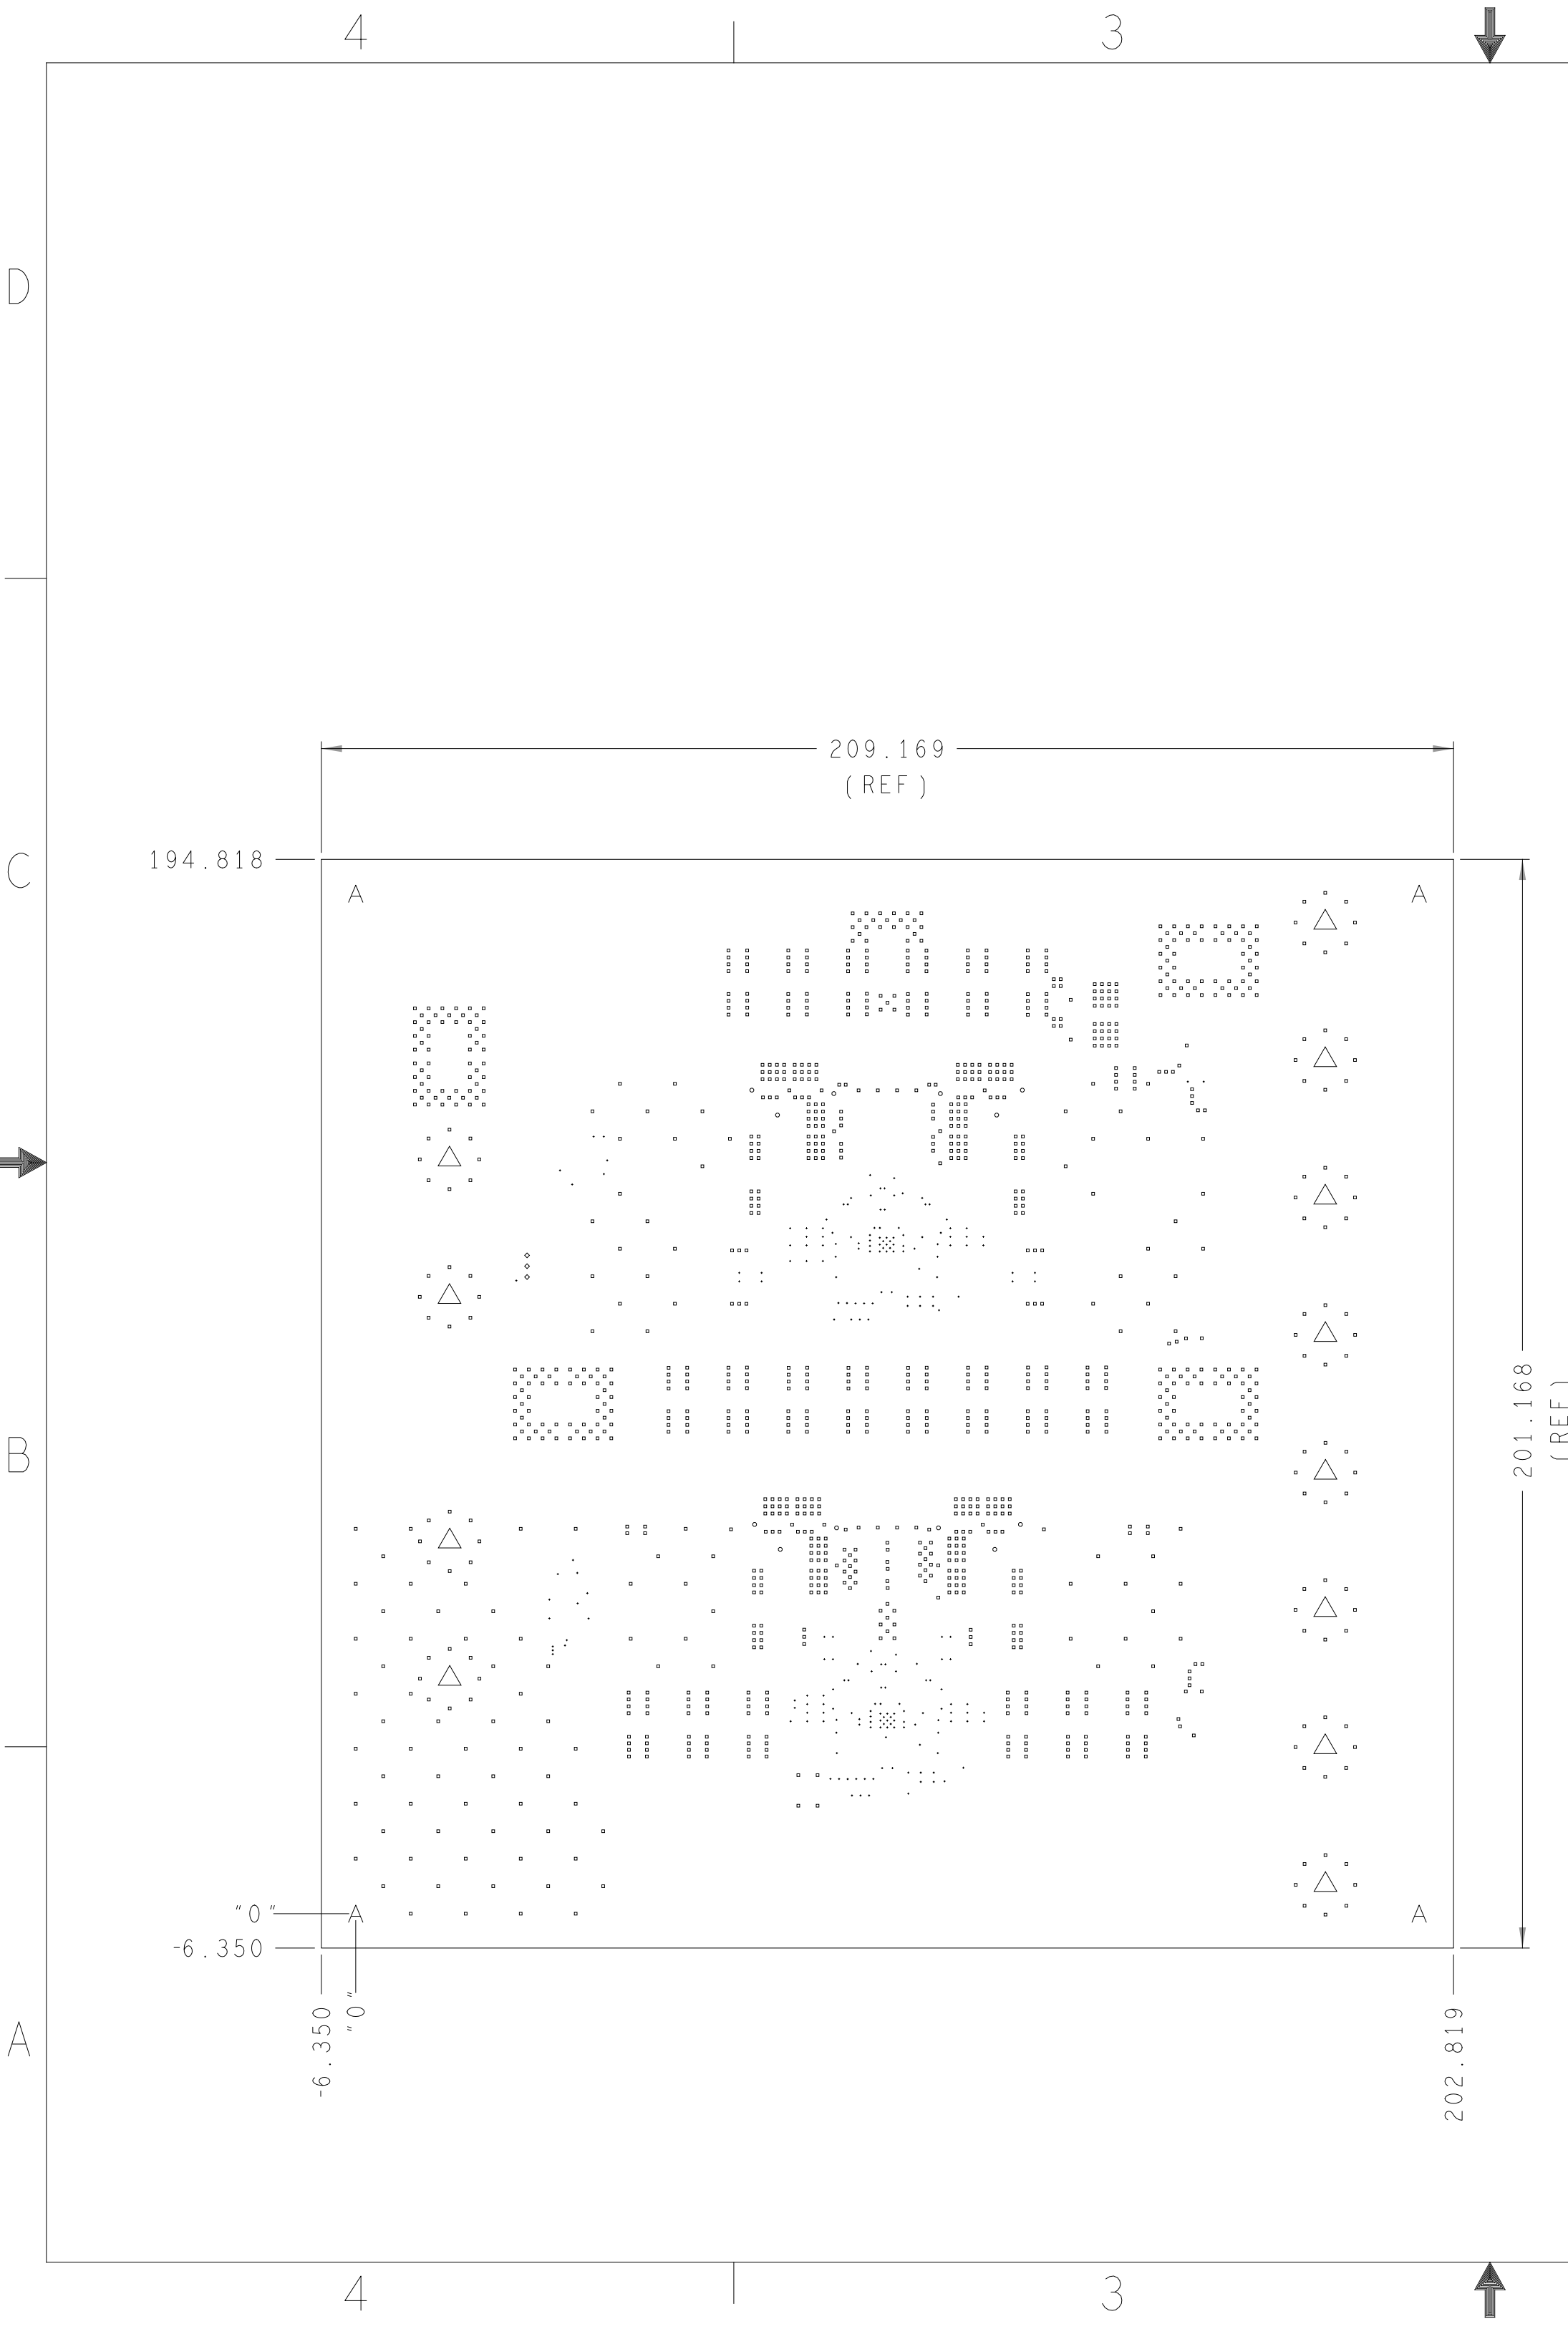 4 3
D
209.169
(REF)
194.818
C
A A
201.168
(REF)
B
"0" A A
-6.350
-6.350
"0"
202.819
A
4 3